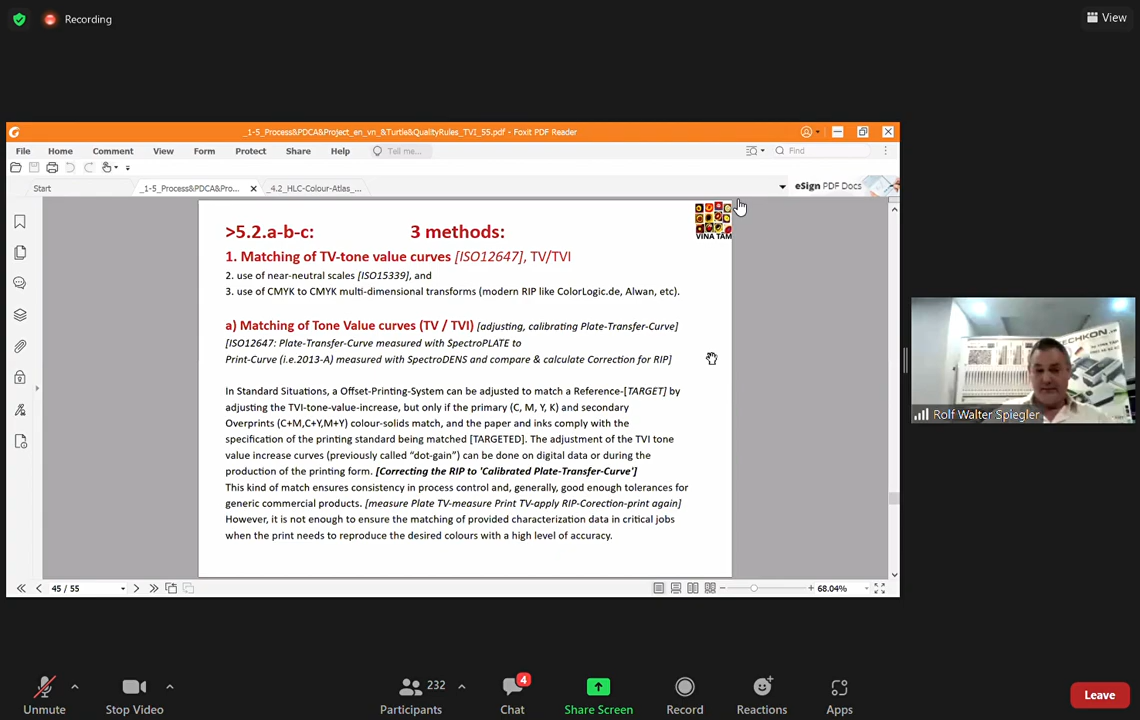 Recording
View
_1-5_Process&PDCA&Project_en_vn_&Turtle&QualityRules_TVI_55.pdf - Foxit PDF Reader
File Home Comment View Form Protect Share Help Tell me... Find
Start _1-5_Process&PDCA&Pro... _4.2_HLC-Colour-Atlas_... eSign PDF Docs
VINA TAM
>5.2.a-b-c: 3 methods:
1. Matching of TV-tone value curves [ISO12647], TV/TVI
2. use of near-neutral scales [ISO15339], and
3. use of CMYK to CMYK multi-dimensional transforms (modern RIP like ColorLogic.de, Alwan, etc).
a) Matching of Tone Value curves (TV / TVI) [adjusting, calibrating Plate-Transfer-Curve]
[ISO12647: Plate-Transfer-Curve measured with SpectroPLATE to
Print-Curve (i.e.2013-A) measured with SpectroDENS and compare & calculate Correction for RIP]
In Standard Situations, a Offset-Printing-System can be adjusted to match a Reference-[TARGET] by
adjusting the TVI-tone-value-increase, but only if the primary (C, M, Y, K) and secondary
Overprints (C+M,C+Y,M+Y) colour-solids match, and the paper and inks comply with the
specification of the printing standard being matched [TARGETED]. The adjustment of the TVI tone
value increase curves (previously called “dot-gain”) can be done on digital data or during the
production of the printing form. [Correcting the RIP to 'Calibrated Plate-Transfer-Curve']
This kind of match ensures consistency in process control and, generally, good enough tolerances for
generic commercial products. [measure Plate TV-measure Print TV-apply RIP-Corection-print again]
However, it is not enough to ensure the matching of provided characterization data in critical jobs
when the print needs to reproduce the desired colours with a high level of accuracy.
45 / 55
68.04%
Rolf Walter Spiegler
Unmute Stop Video Participants 232 Chat 4 Share Screen Record Reactions Apps Leave